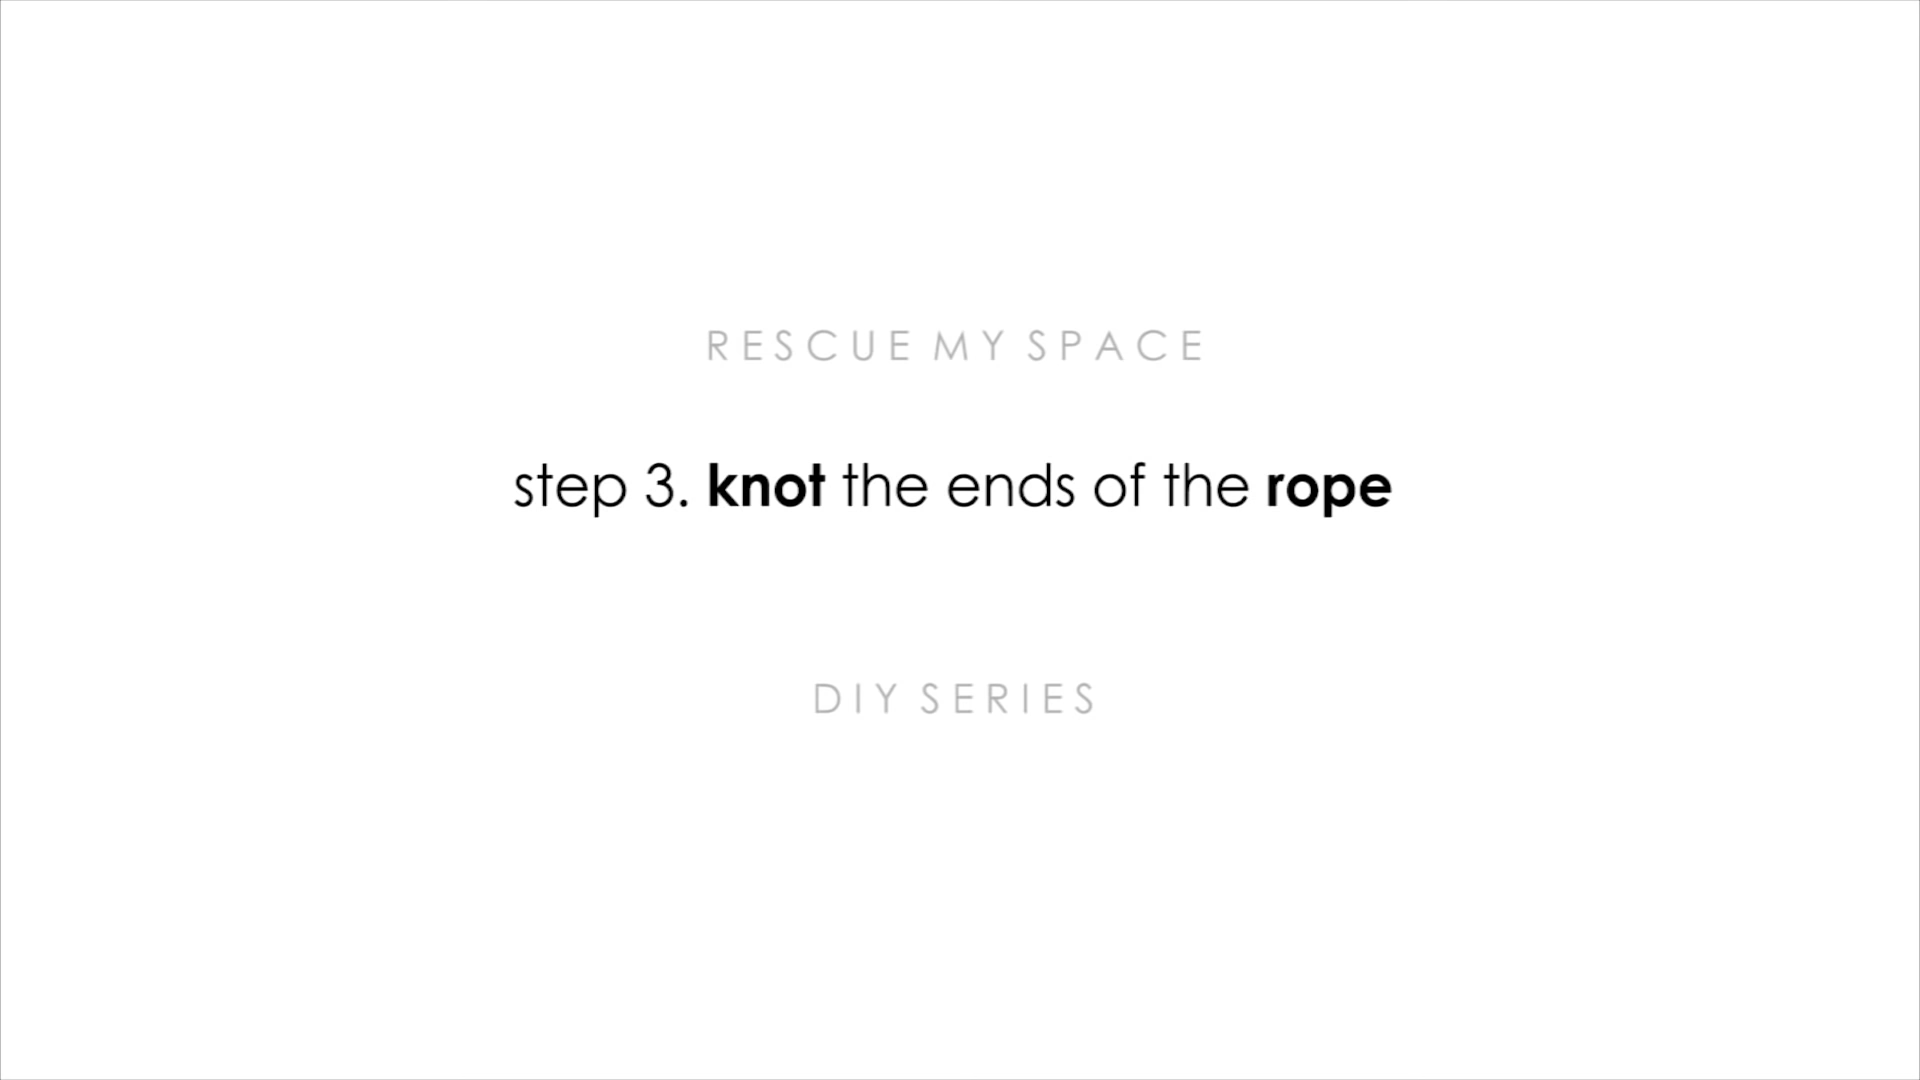 RESCUE MY SPACE
step 3. knot the ends of the rope
DIY SERIES